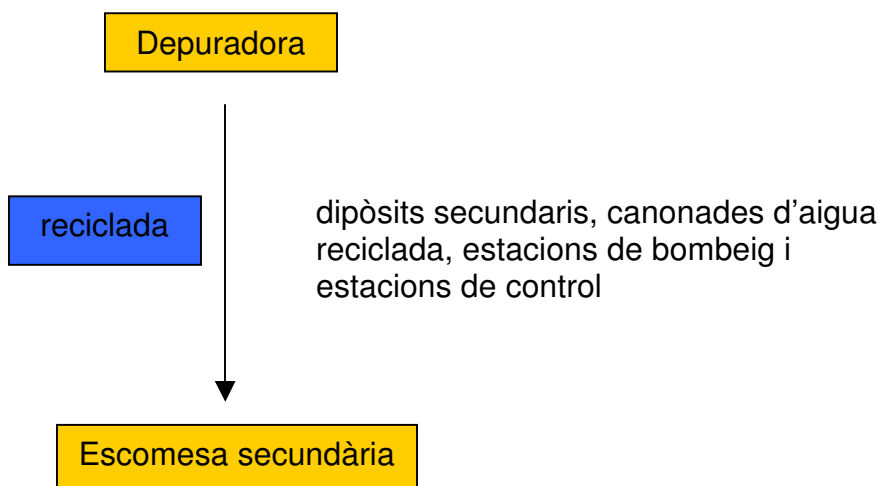 Depuradora
reciclada
dipòsits secundaris, canonades d’aigua
reciclada, estacions de bombeig i
estacions de control
Escomesa secundària